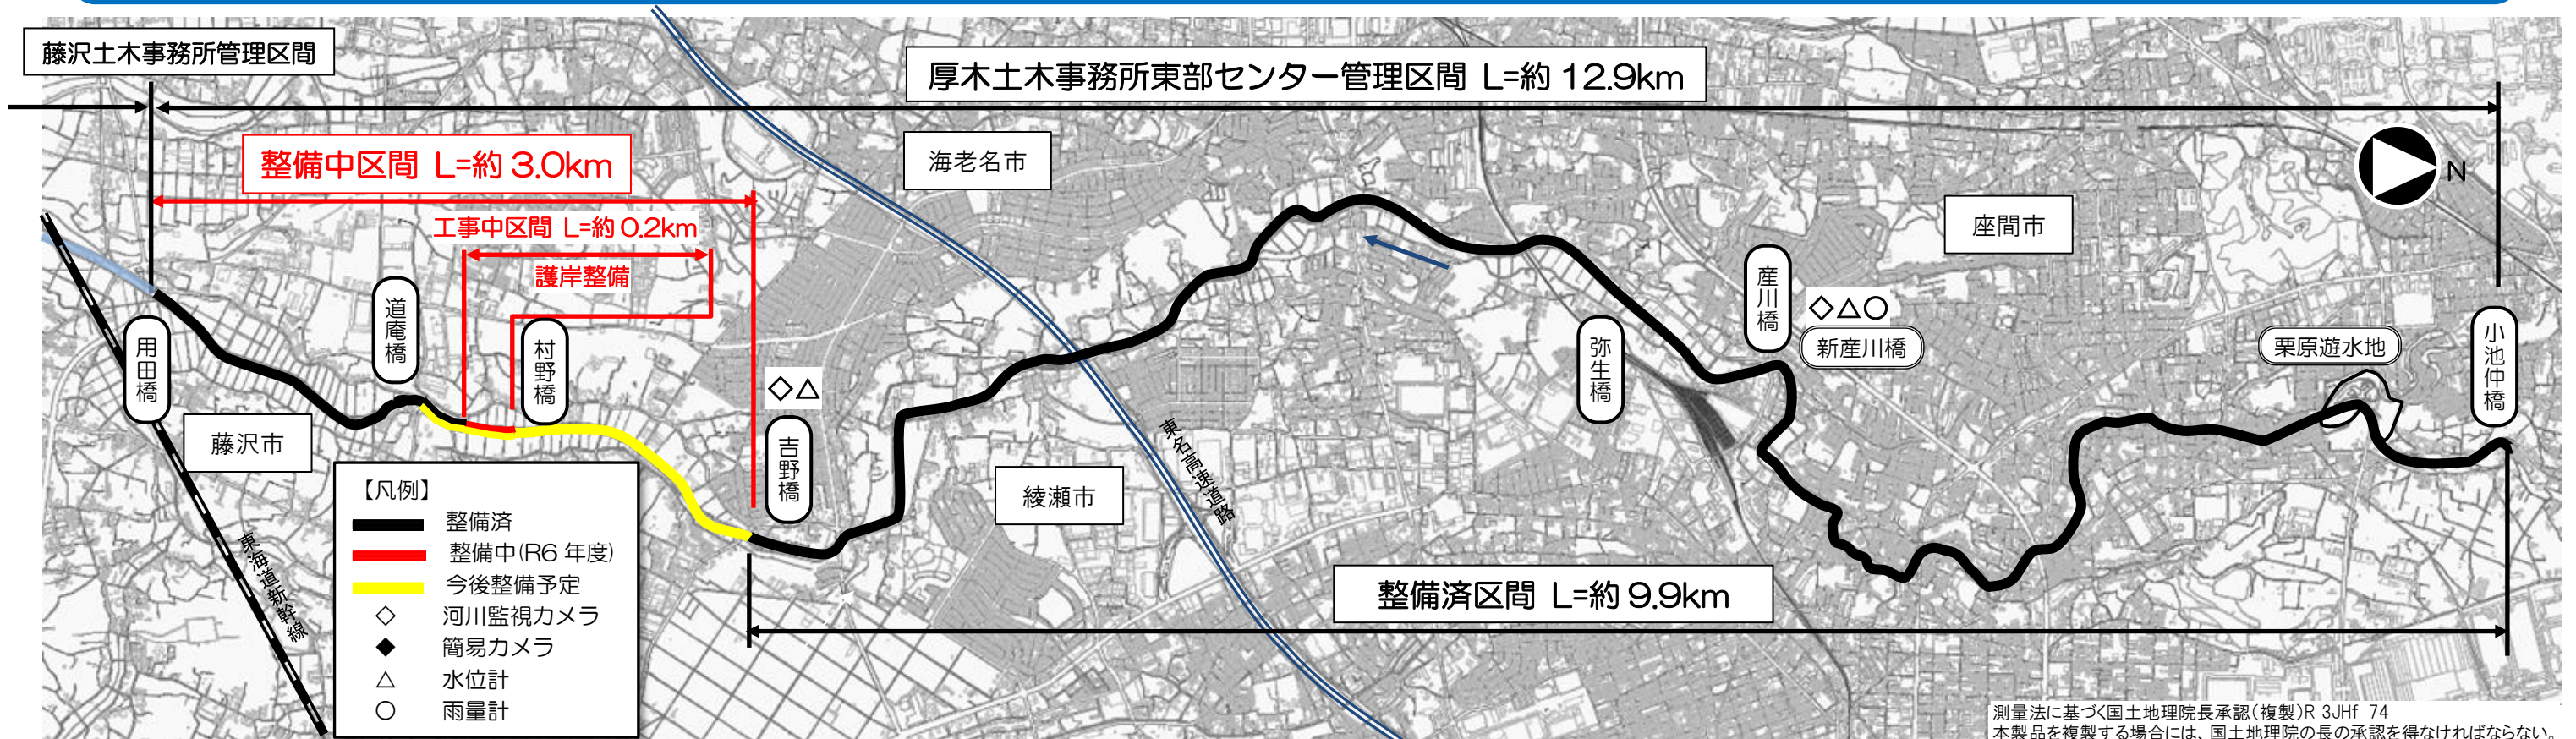 藤沢土木事務所管理区間
厚木土木事務所東部センター管理区間 L=約 12.9km
整備中区間 L=約 3.0km
海老名市
N
座間市
工事中区間 L=約 0.2km
護岸整備
産川橋
◇△○
新産川橋
道庵橋
用田橋
村野橋
弥生橋
栗原遊水地
小池仲橋
◇△
吉野橋
藤沢市
綾瀬市
東名高速道路
東海道新幹線
【凡例】
整備済
整備中(R6 年度)
今後整備予定
◇ 河川監視カメラ
◆ 簡易カメラ
△ 水位計
○ 雨量計
整備済区間 L=約 9.9km
測量法に基づく国土地理院長承認(複製)R 3JHf 74
本製品を複製する場合には、国土地理院の長の承認を得なければならない。